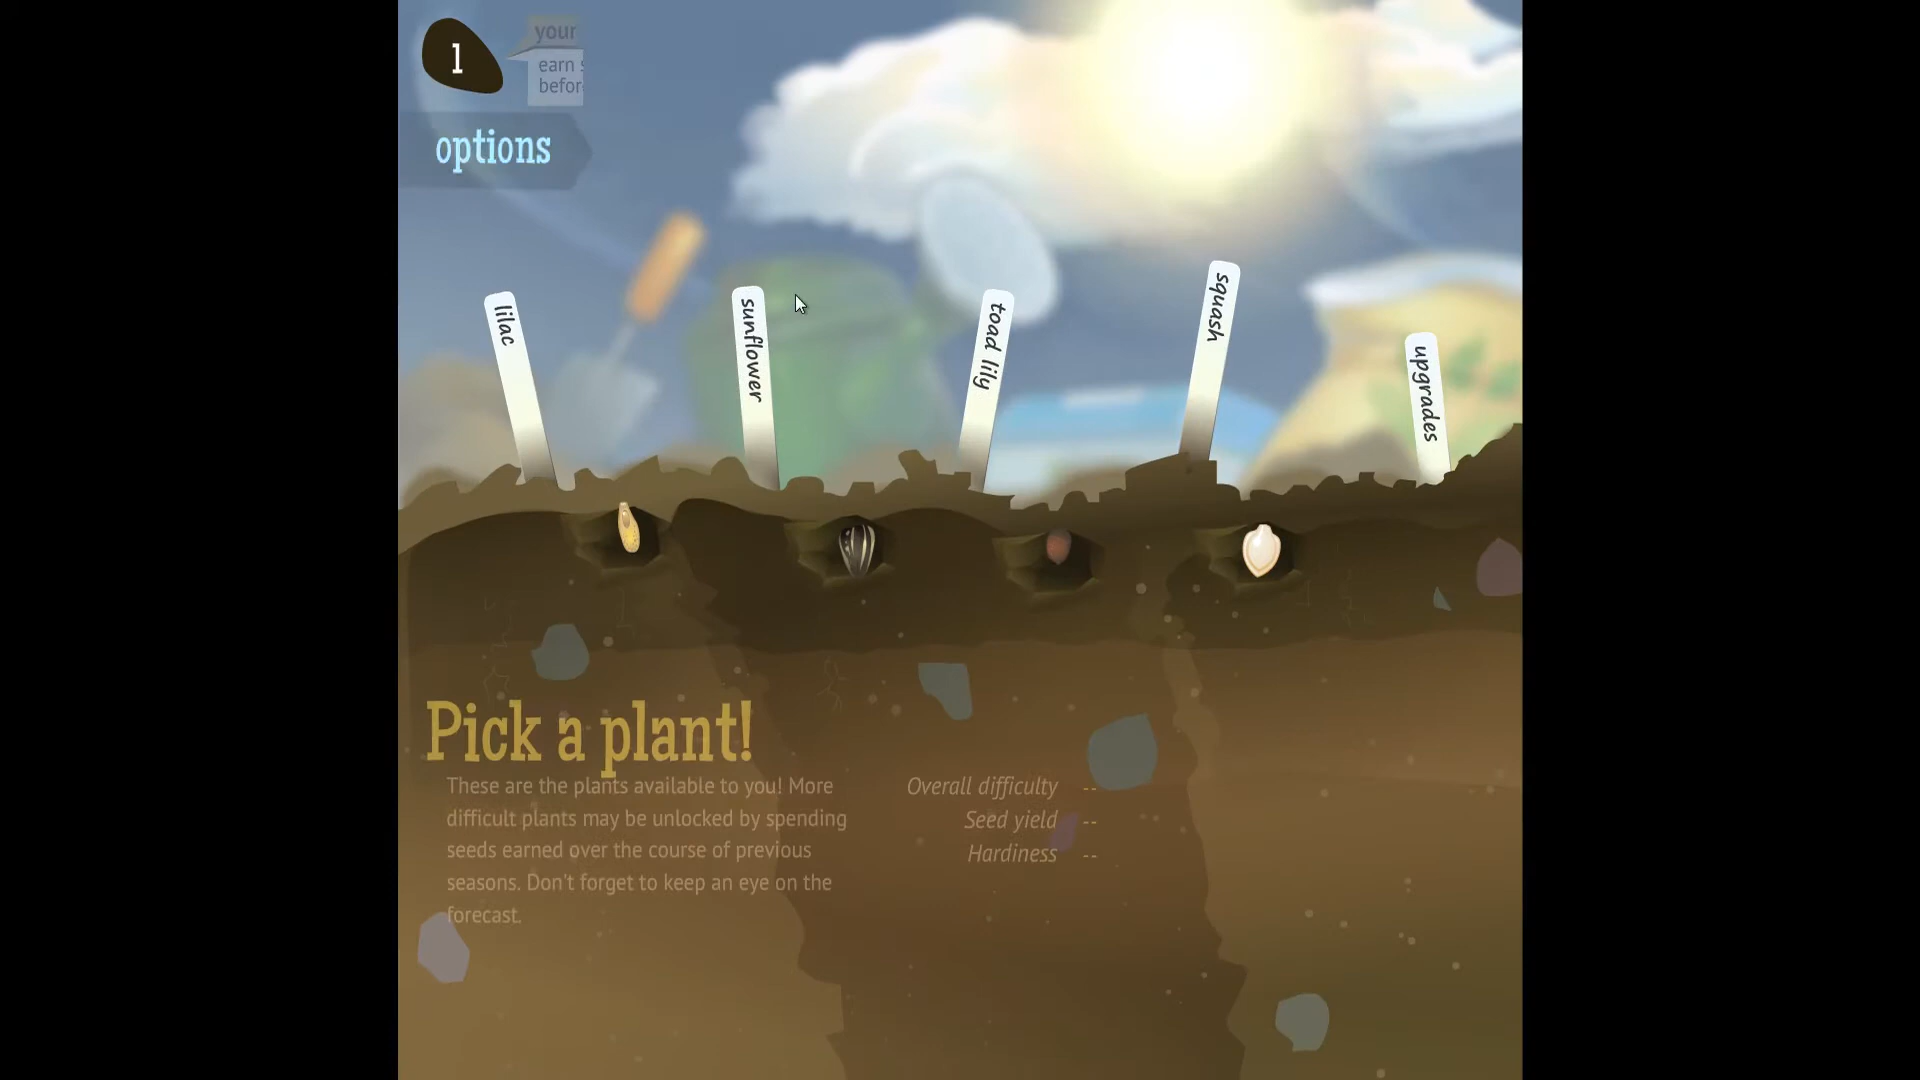 1
your
earn
befor
options
lilac
sunflower
toad lily
squash
upgrades
Pick a plant!
These are the plants available to you! More
difficult plants may be unlocked by spending
seeds earned over the course of previous
seasons. Don't forget to keep an eye on the
forecast.
Overall difficulty --
Seed yield --
Hardiness --